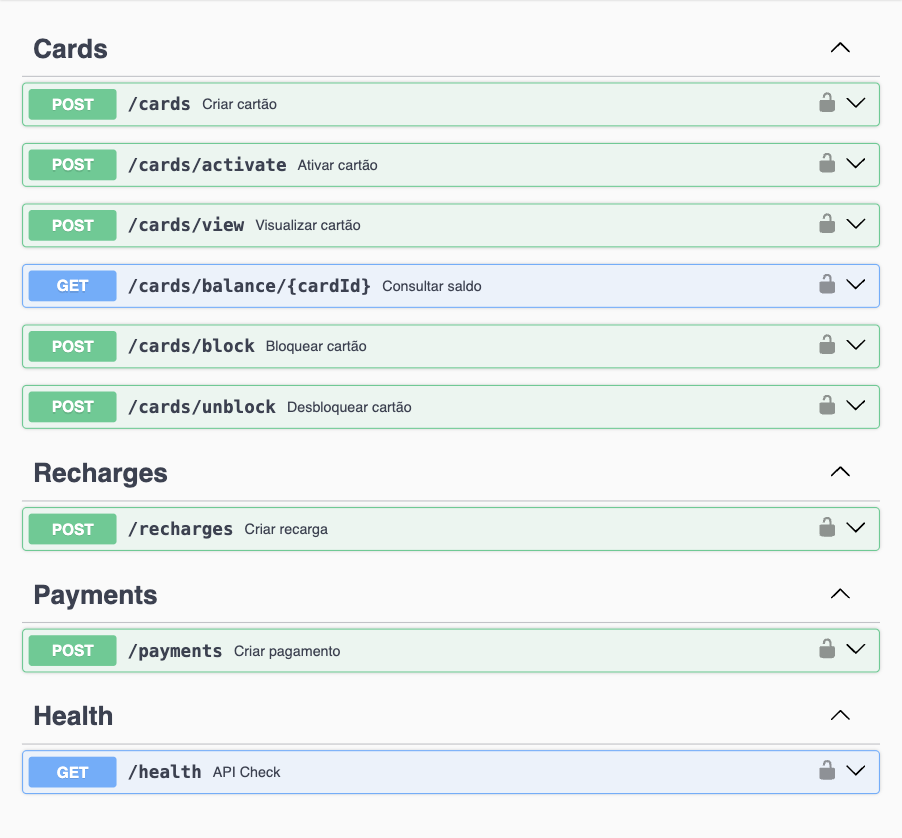 Cards
POST /cards Criar cartão
POST /cards/activate Ativar cartão
POST /cards/view Visualizar cartão
GET /cards/balance/{cardId} Consultar saldo
POST /cards/block Bloquear cartão
POST /cards/unblock Desbloquear cartão
Recharges
POST /recharges Criar recarga
Payments
POST /payments Criar pagamento
Health
GET /health API Check